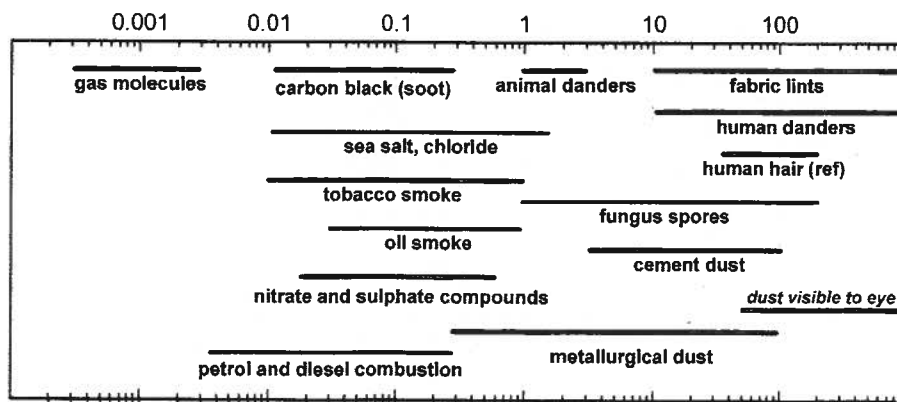 0.001 0.01 0.1 1 10 100
gas molecules carbon black (soot) animal danders fabric lints
human danders
sea salt, chloride
human hair (ref)
tobacco smoke
fungus spores
oil smoke
cement dust
nitrate and sulphate compounds dust visible to eye
metallurgical dust
petrol and diesel combustion